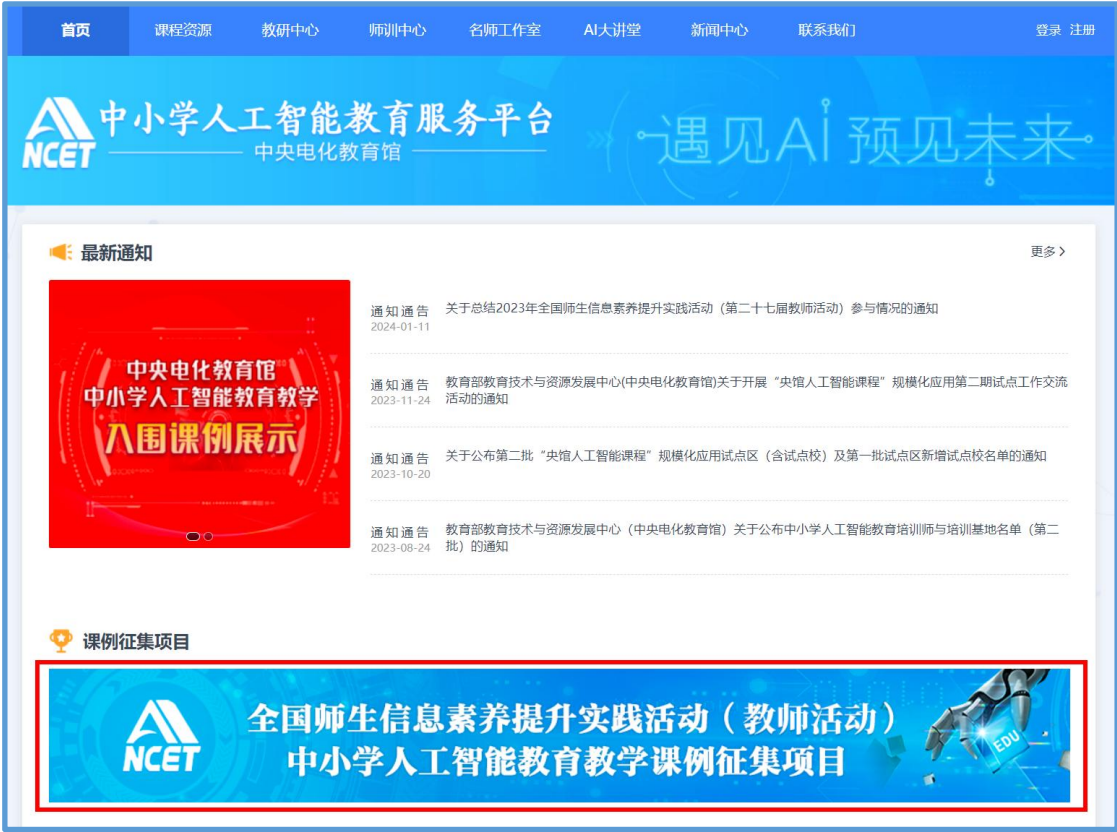 首页 课程资源 教研中心 师训中心 名师工作室 AI大讲堂 新闻中心 联系我们 登录 注册
NCET
中小学人工智能教育服务平台
中央电化教育馆
遇见AI 预见未来
最新通知 更多
中央电化教育馆
中小学人工智能教育教学
入围课例展示
通知通告 关于总结2023年全国师生信息素养提升实践活动（第二十七届教师活动）参与情况的通知
2024-01-11
通知通告 教育部教育技术与资源发展中心(中央电化教育馆)关于开展“央馆人工智能课程”规模化应用第二期试点工作交流
2023-11-24 活动的通知
通知通告 关于公布第二批“央馆人工智能课程”规模化应用试点区（含试点校）及第一批试点区新增试点校名单的通知
2023-10-20
通知通告 教育部教育技术与资源发展中心（中央电化教育馆）关于公布中小学人工智能教育培训师与培训基地名单（第二
2023-08-24 批）的通知
课例征集项目
NCET
全国师生信息素养提升实践活动（教师活动）
中小学人工智能教育教学课例征集项目
EDU